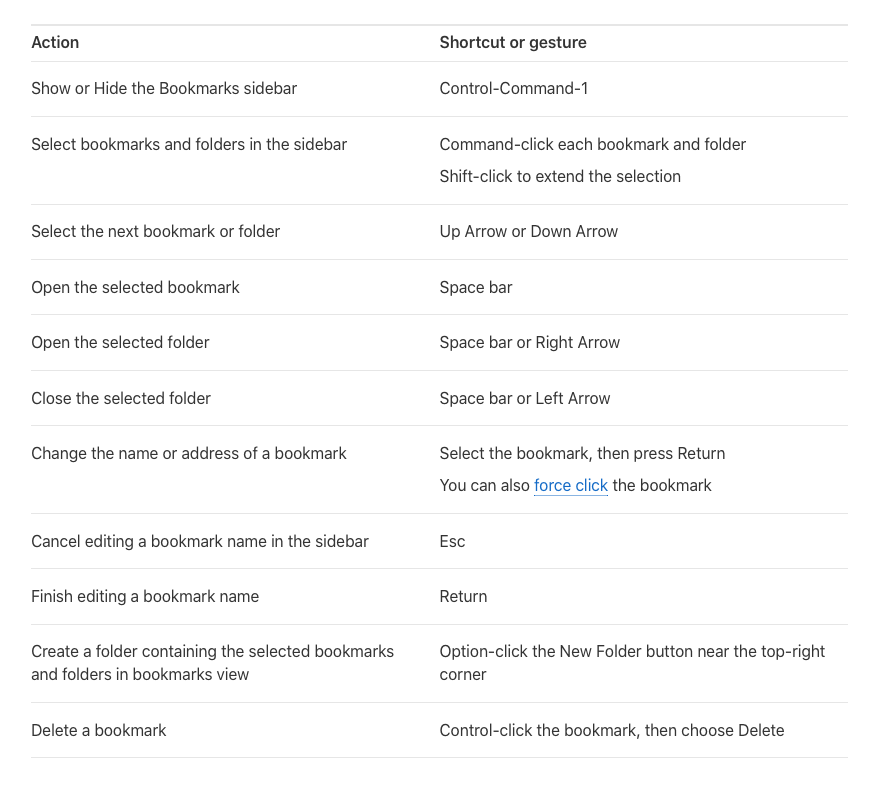 Action
Shortcut or gesture
Show or Hide the Bookmarks sidebar
Control-Command-1
Select bookmarks and folders in the sidebar
Command-click each bookmark and folder
Shift-click to extend the selection
Select the next bookmark or folder
Up Arrow or Down Arrow
Open the selected bookmark
Space bar
Open the selected folder
Space bar or Right Arrow
Close the selected folder
Space bar or Left Arrow
Change the name or address of a bookmark
Select the bookmark, then press Return
You can also force click the bookmark
Cancel editing a bookmark name in the sidebar
Esc
Finish editing a bookmark name
Return
Create a folder containing the selected bookmarks
and folders in bookmarks view
Option-click the New Folder button near the top-right
corner
Delete a bookmark
Control-click the bookmark, then choose Delete